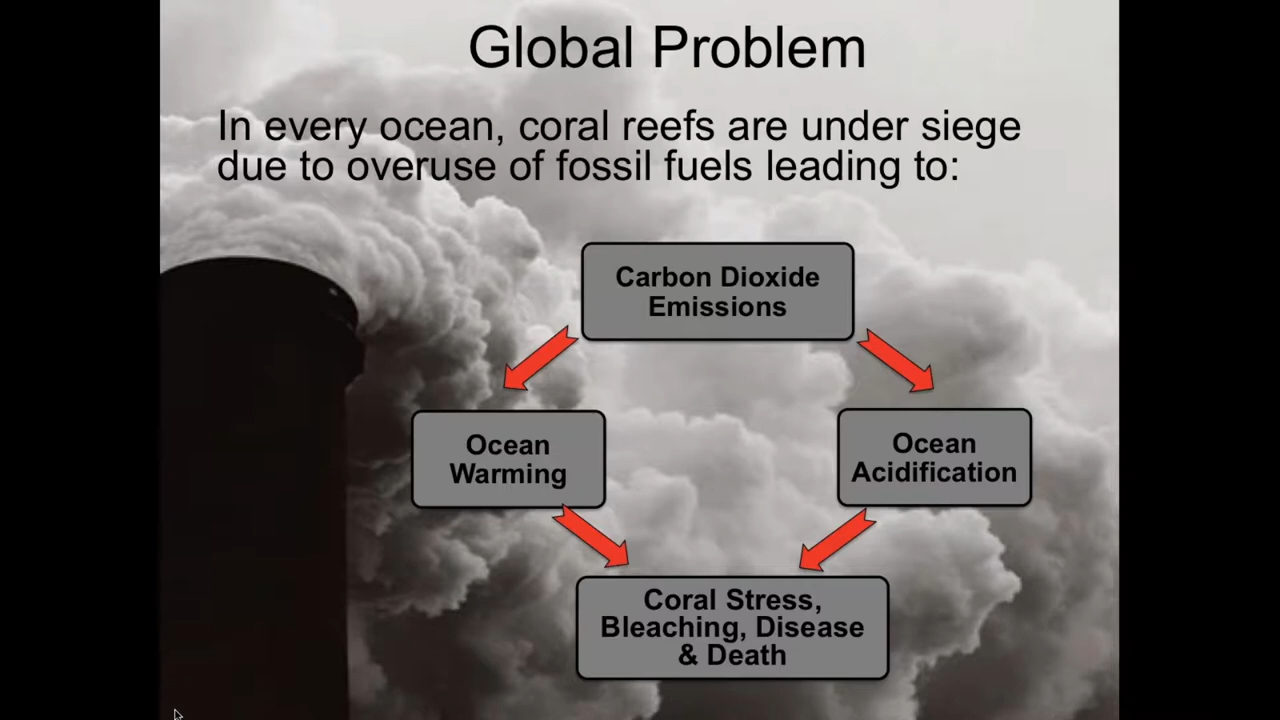 Global Problem
In every ocean, coral reefs are under siege
due to overuse of fossil fuels leading to:
Carbon Dioxide
Emissions
Ocean
Warming
Ocean
Acidification
Coral Stress,
Bleaching, Disease
& Death